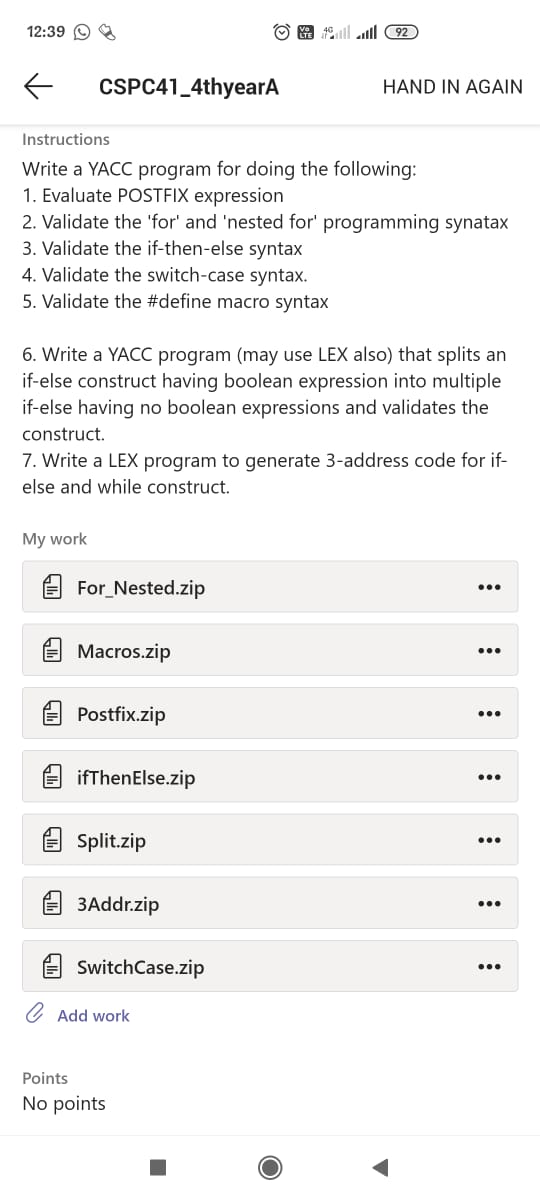 12:39
Vo
LTE
4G
92
CSPC41_4thyearA
HAND IN AGAIN
Instructions
Write a YACC program for doing the following:
1. Evaluate POSTFIX expression
2. Validate the 'for' and 'nested for' programming synatax
3. Validate the if-then-else syntax
4. Validate the switch-case syntax.
5. Validate the #define macro syntax
6. Write a YACC program (may use LEX also) that splits an
if-else construct having boolean expression into multiple
if-else having no boolean expressions and validates the
construct.
7. Write a LEX program to generate 3-address code for if-
else and while construct.
My work
For_Nested.zip
Macros.zip
Postfix.zip
ifThenElse.zip
Split.zip
3Addr.zip
SwitchCase.zip
Add work
Points
No points